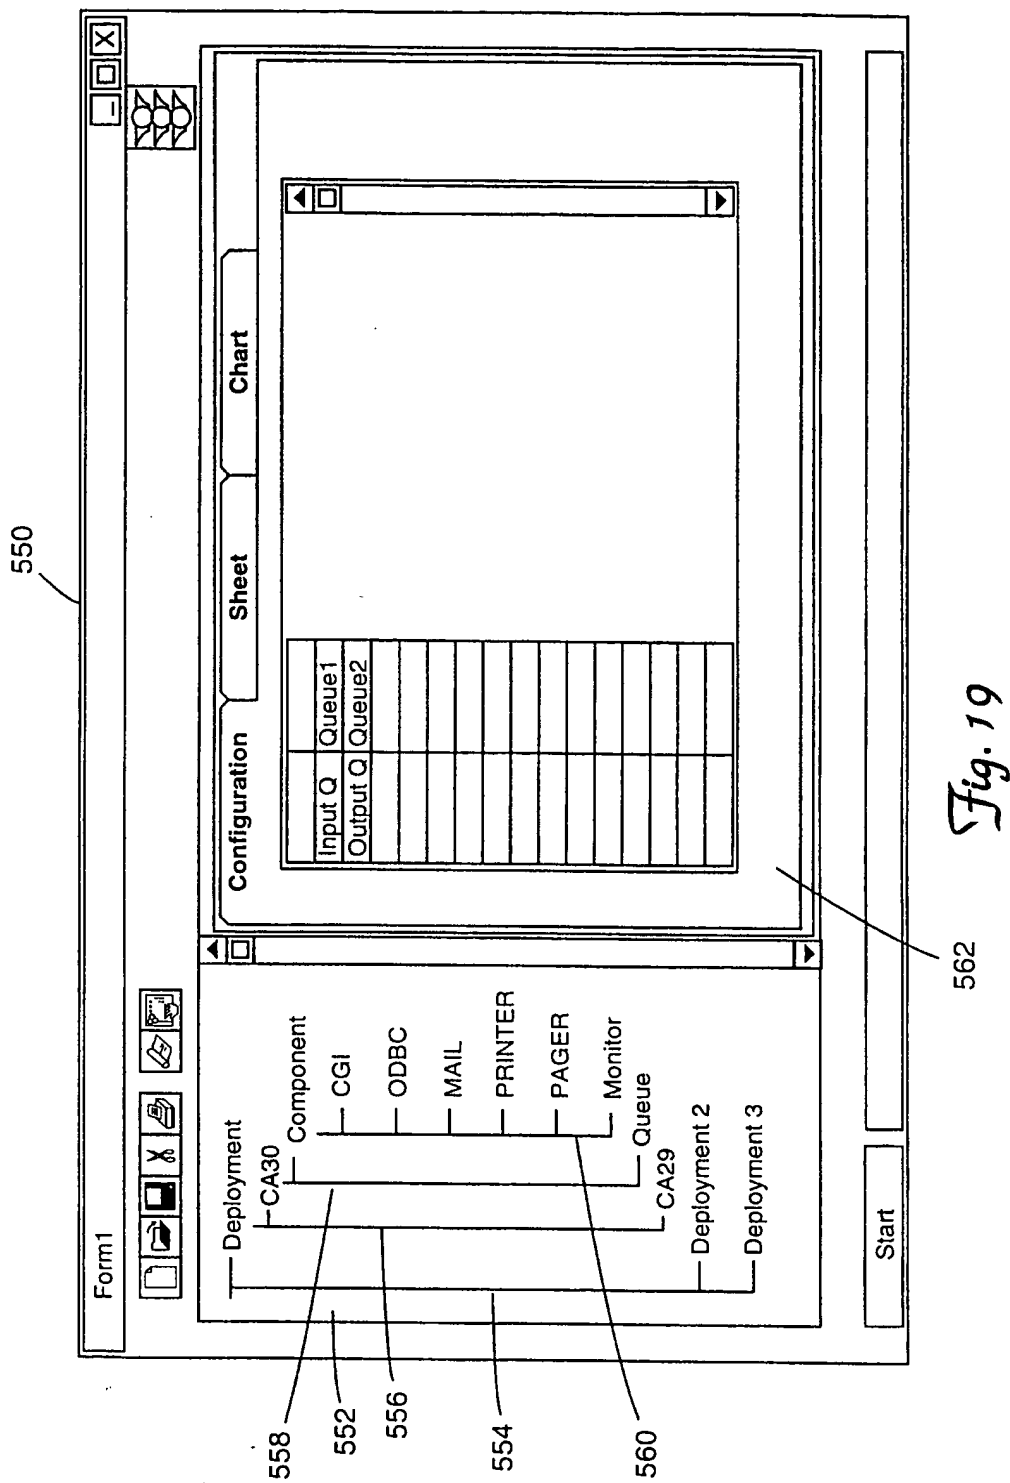 550
Form1
_ □ X
Configuration
Sheet
Chart
Deployment
CA30
Component
CGI
ODBC
MAIL
PRINTER
PAGER
Monitor
Queue
CA29
Deployment 2
Deployment 3
Input Q Queue1
Output Q Queue2
558
552
556
554
560
562
Start
Fig. 19